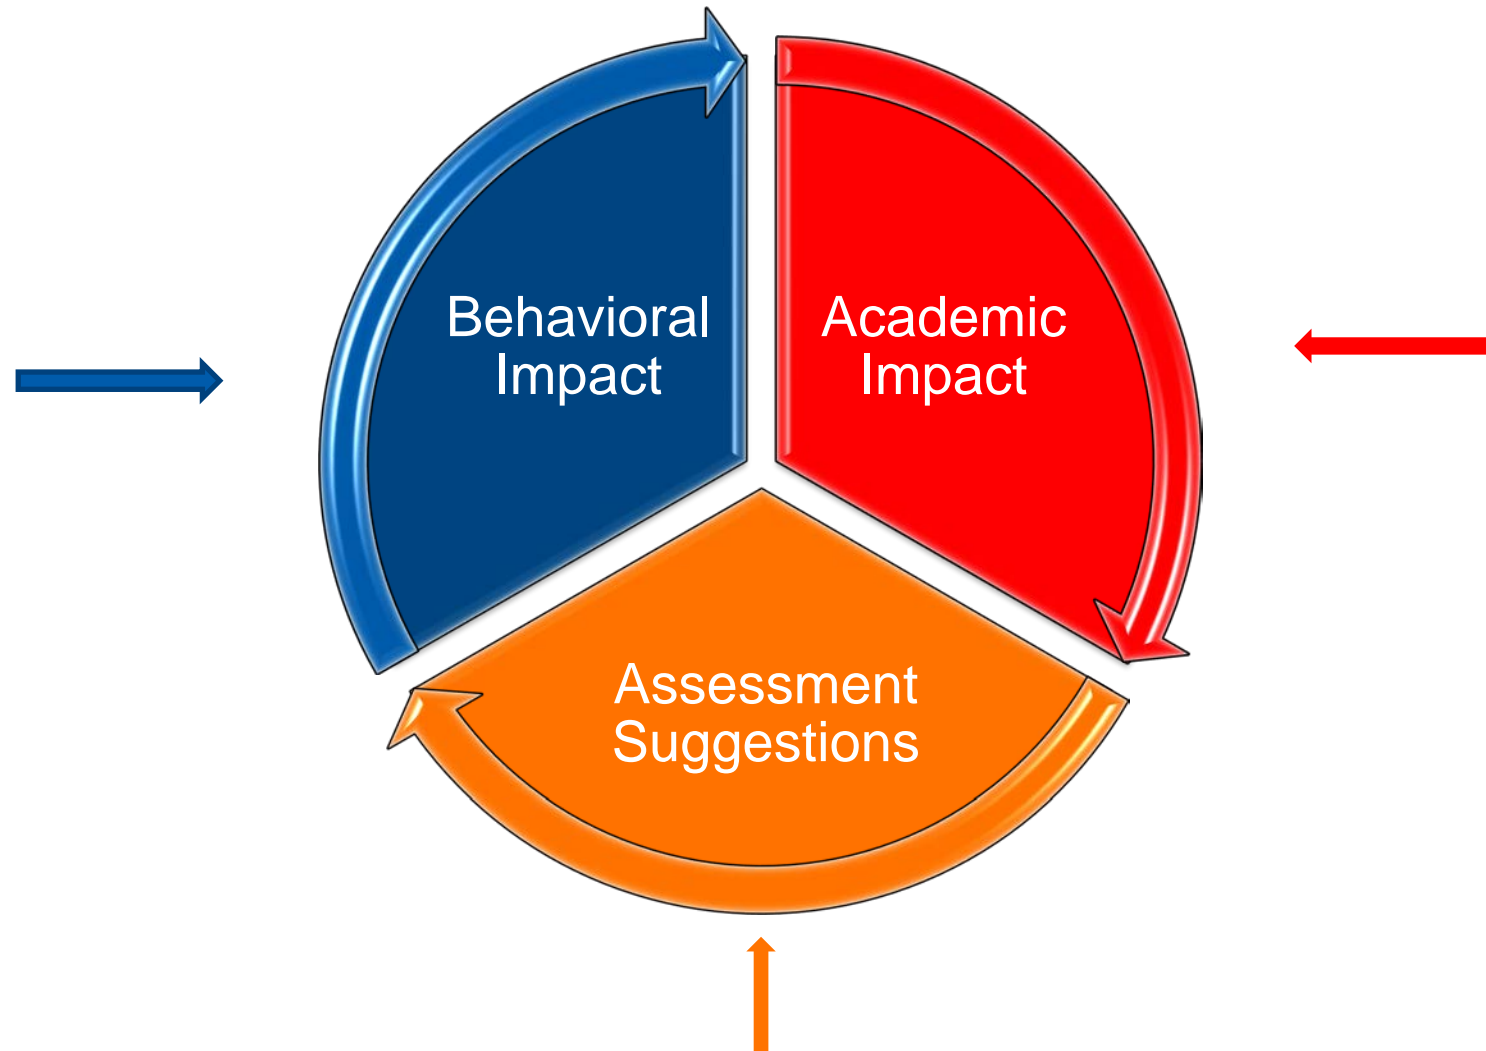 Behavioral
Impact
Academic
Impact
Assessment
Suggestions